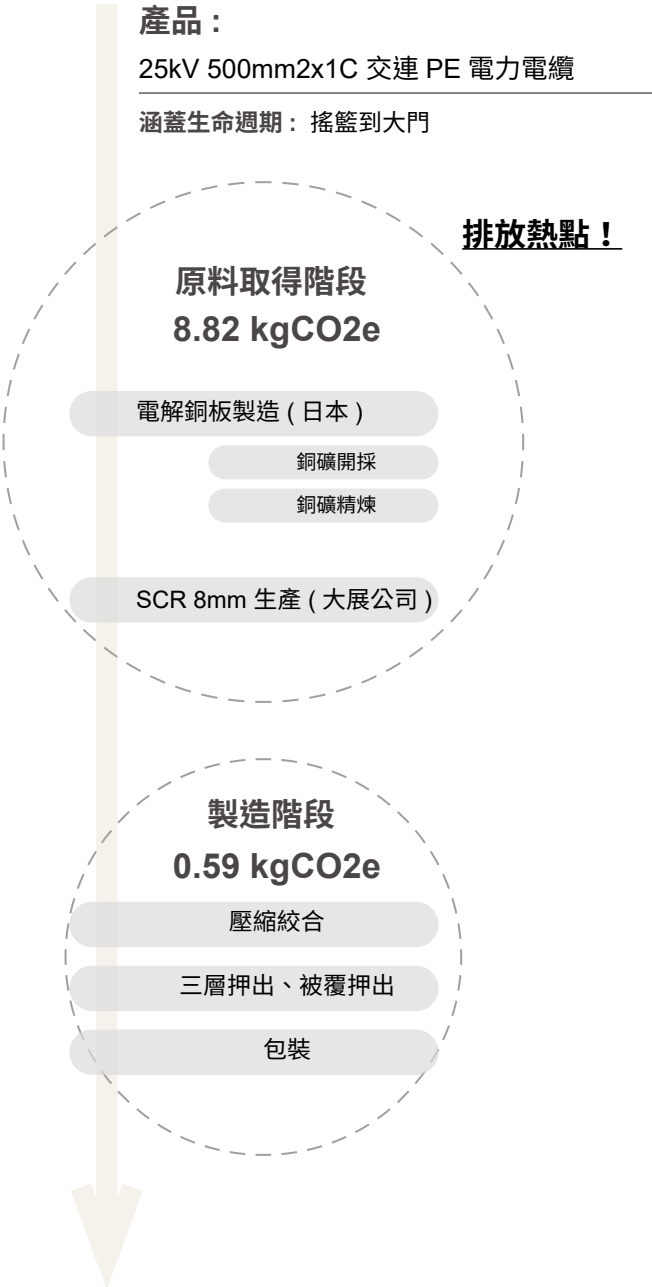 產品：
25kV 500mm2x1C 交連 PE 電力電纜
涵蓋生命週期： 搖籃到大門
排放熱點！
原料取得階段
8.82 kgCO2e
電解銅板製造 ( 日本 )
銅礦開採
銅礦精煉
SCR 8mm 生產 ( 大展公司 )
製造階段
0.59 kgCO2e
壓縮絞合
三層押出、被覆押出
包裝